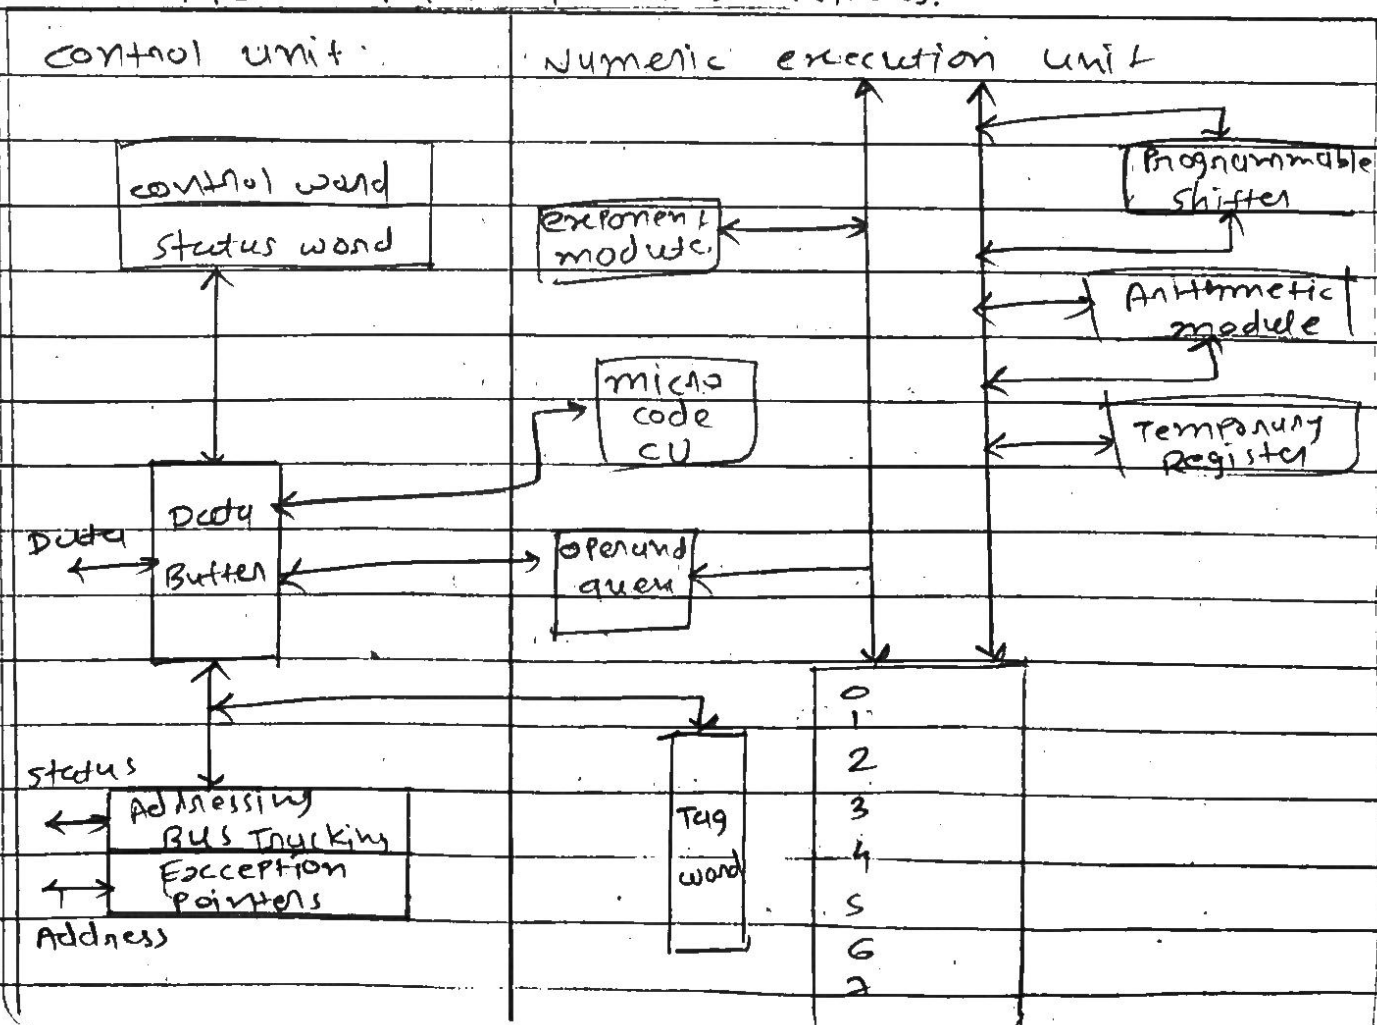 control unit.
Numeric execution unit
control word
status word
exponent
module.
Programmable
Shifter
Arithmetic
module
micro
code
CU
Temporary
Register
Data
Data
Buffer
operand
queu
0
1
2
3
4
5
6
7
Tag
word
status
Addressing
BUS Tracking
Exception
pointers
Address